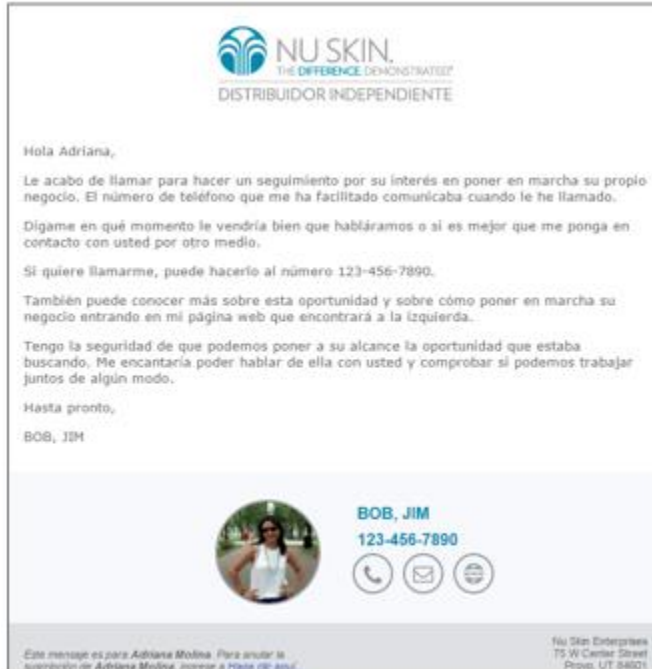 NU SKIN.
THE DIFFERENCE. DEMONSTRATED.®
DISTRIBUIDOR INDEPENDIENTE
Hola Adriana,
Le acabo de llamar para hacer un seguimiento por su interés en poner en marcha su propio
negocio. El número de teléfono que me ha facilitado comunicaba cuando le he llamado.
Dígame en qué momento le vendría bien que habláramos o si es mejor que me ponga en
contacto con usted por otro medio.
Si quiere llamarme, puede hacerlo al número 123-456-7890.
También puede conocer más sobre esta oportunidad y sobre cómo poner en marcha su
negocio entrando en mi página web que encontrará a la izquierda.
Tengo la seguridad de que podemos poner a su alcance la oportunidad que estaba
buscando. Me encantaría poder hablar de ella con usted y comprobar si podemos trabajar
juntos de algún modo.
Hasta pronto,
BOB, JIM
BOB, JIM
123-456-7890
Este mensaje es para Adriana Molina. Para anular la
suscripción de Adriana Molina, ingrese a Haga clic aquí
Nu Skin Enterprises
75 W Center Street
Provo, UT 84601